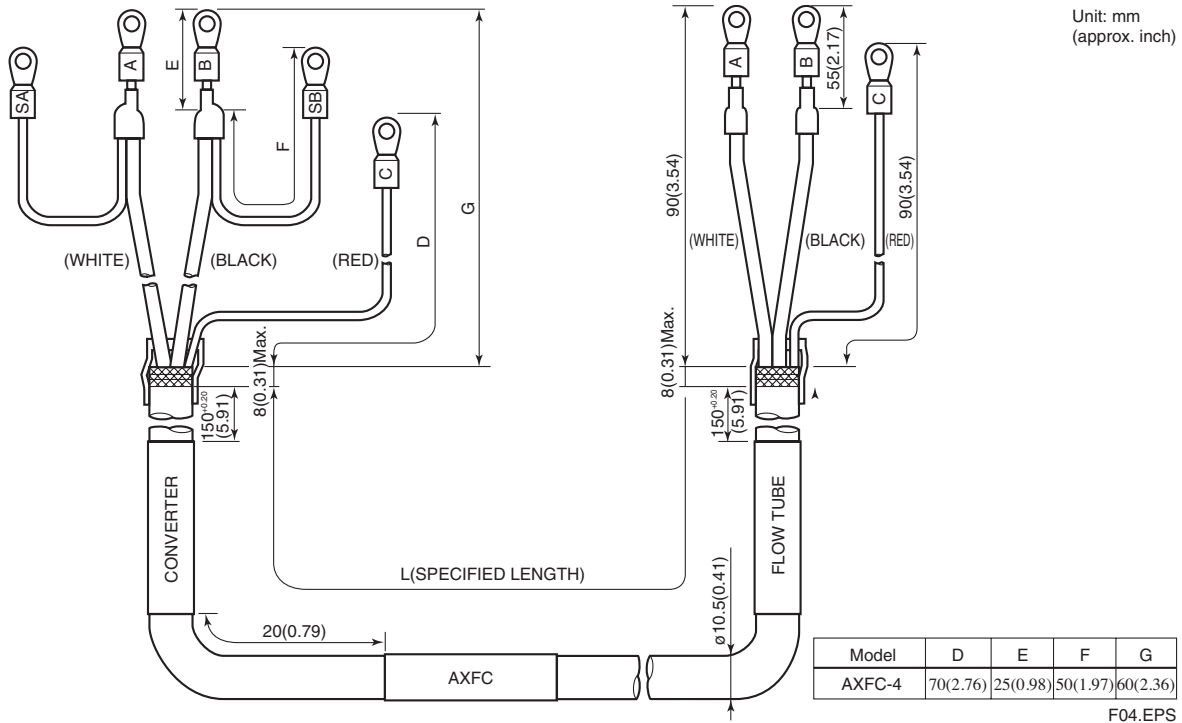 Unit: mm
(approx. inch)
A
B
SA
SB
C
E
F
D
G
(WHITE)
(BLACK)
(RED)
8(0.31)Max.
150+0.20
(5.91)
CONVERTER
20(0.79)
AXFC
L(SPECIFIED LENGTH)
A
B
C
55(2.17)
90(3.54)
90(3.54)
(WHITE)
(BLACK)
(RED)
8(0.31)Max.
150+0.20
(5.91)
FLOW TUBE
ø10.5(0.41)
Model D E F G
AXFC-4 70(2.76) 25(0.98) 50(1.97) 60(2.36)
F04.EPS